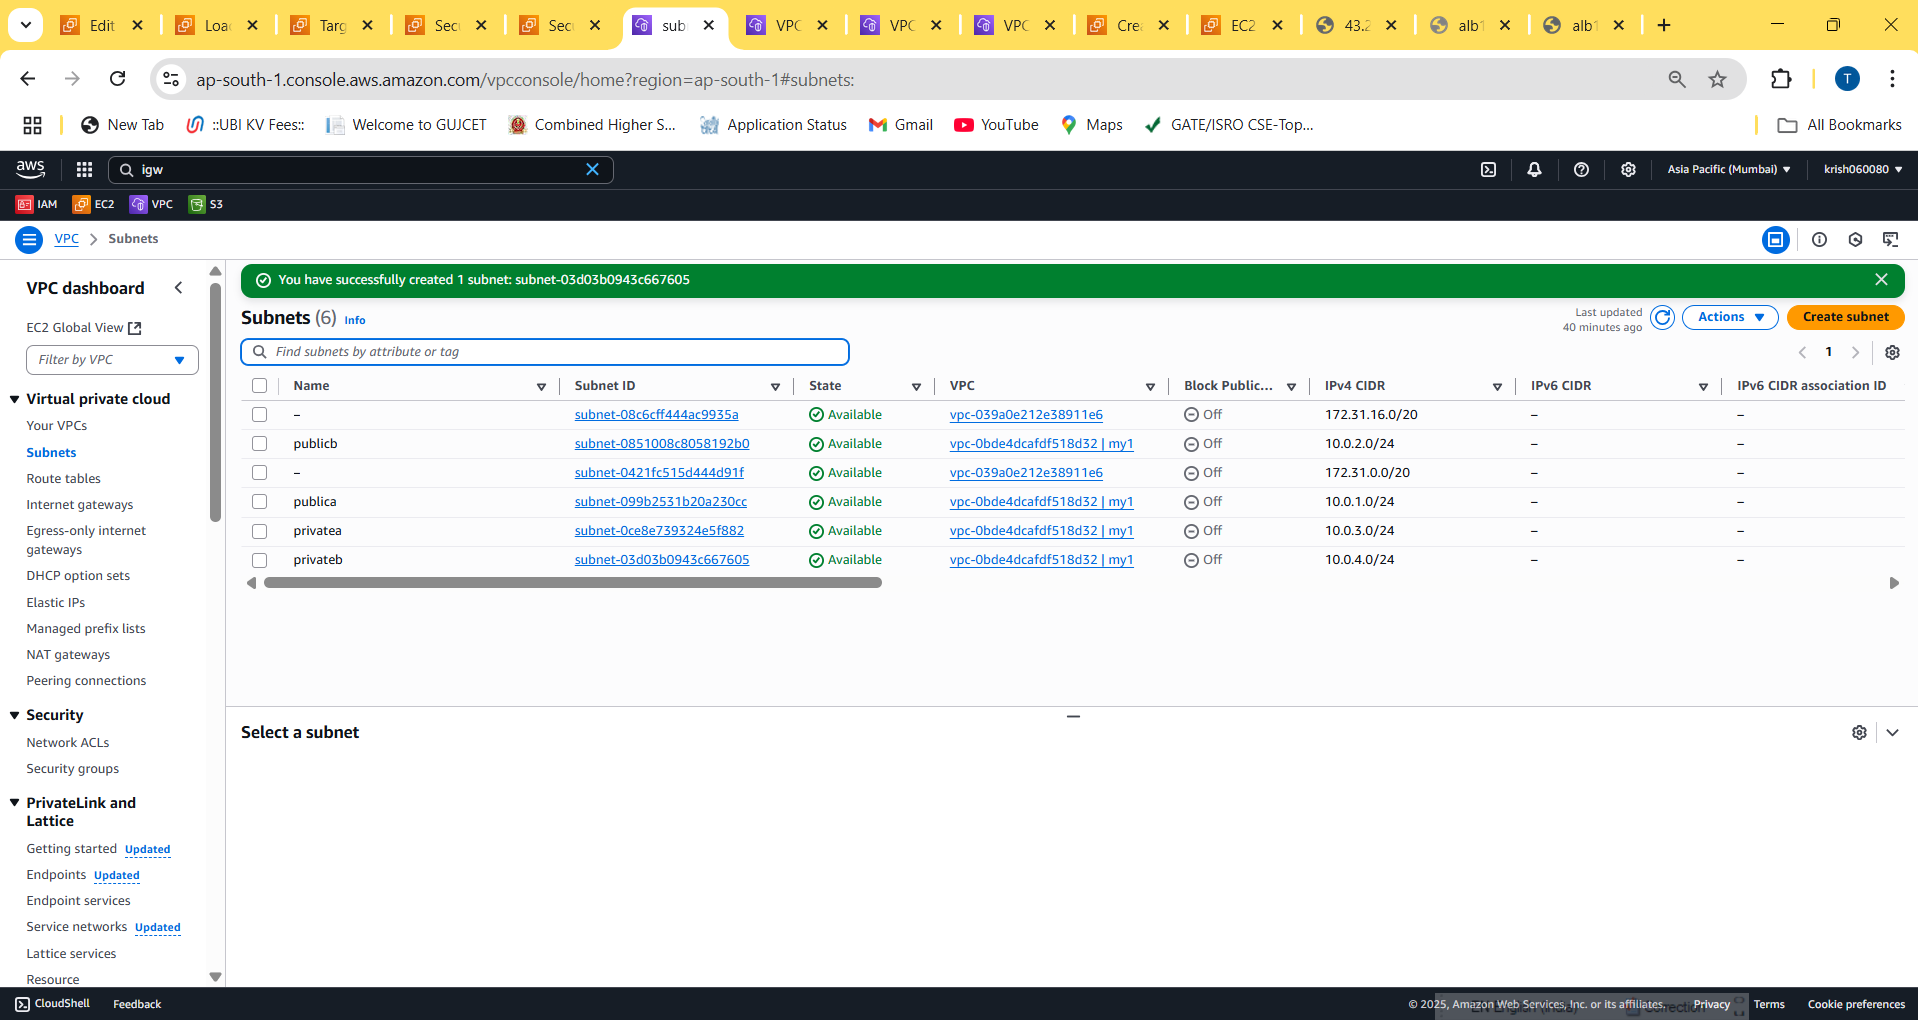 Edit
Loa
Targ
Sec
Sec
sub
VPC
VPC
VPC
Crea
EC2
43.2
alb1
alb1
ap-south-1.console.aws.amazon.com/vpcconsole/home?region=ap-south-1#subnets:
T
New Tab
::UBI KV Fees::
Welcome to GUJCET
Combined Higher S...
Application Status
Gmail
YouTube
Maps
GATE/ISRO CSE-Top...
All Bookmarks
aws
igw
Asia Pacific (Mumbai)
krish060080
IAM
EC2
VPC
S3
VPC
Subnets
VPC dashboard
EC2 Global View
Filter by VPC
Virtual private cloud
Your VPCs
Subnets
Route tables
Internet gateways
Egress-only internet
gateways
DHCP option sets
Elastic IPs
Managed prefix lists
NAT gateways
Peering connections
Security
Network ACLs
Security groups
PrivateLink and
Lattice
Getting started Updated
Endpoints Updated
Endpoint services
Service networks Updated
Lattice services
Resource
You have successfully created 1 subnet: subnet-03d03b0943c667605
Subnets (6) Info
Last updated
40 minutes ago
Actions
Create subnet
Find subnets by attribute or tag
1
Name Subnet ID State VPC Block Public... IPv4 CIDR IPv6 CIDR IPv6 CIDR association ID
– subnet-08c6cff444ac9935a Available vpc-039a0e212e38911e6 Off 172.31.16.0/20 – –
publicb subnet-0851008c8058192b0 Available vpc-0bde4dcafdf518d32 | my1 Off 10.0.2.0/24 – –
– subnet-0421fc515d444d91f Available vpc-039a0e212e38911e6 Off 172.31.0.0/20 – –
publica subnet-099b2531b20a230cc Available vpc-0bde4dcafdf518d32 | my1 Off 10.0.1.0/24 – –
privatea subnet-0ce8e739324e5f882 Available vpc-0bde4dcafdf518d32 | my1 Off 10.0.3.0/24 – –
privateb subnet-03d03b0943c667605 Available vpc-0bde4dcafdf518d32 | my1 Off 10.0.4.0/24 – –
Select a subnet
CloudShell
Feedback
© 2025, Amazon Web Services, Inc. or its affiliates.
Privacy
Terms
Cookie preferences
EN English (India)
Correction